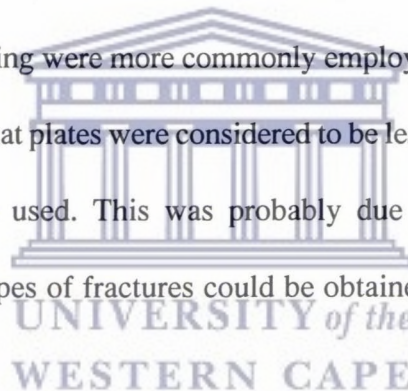 ing were more commonly employ
at plates were considered to be le
used. This was probably due
pes of fractures could be obtaine
UNIVERSITY of the
WESTERN CAPE